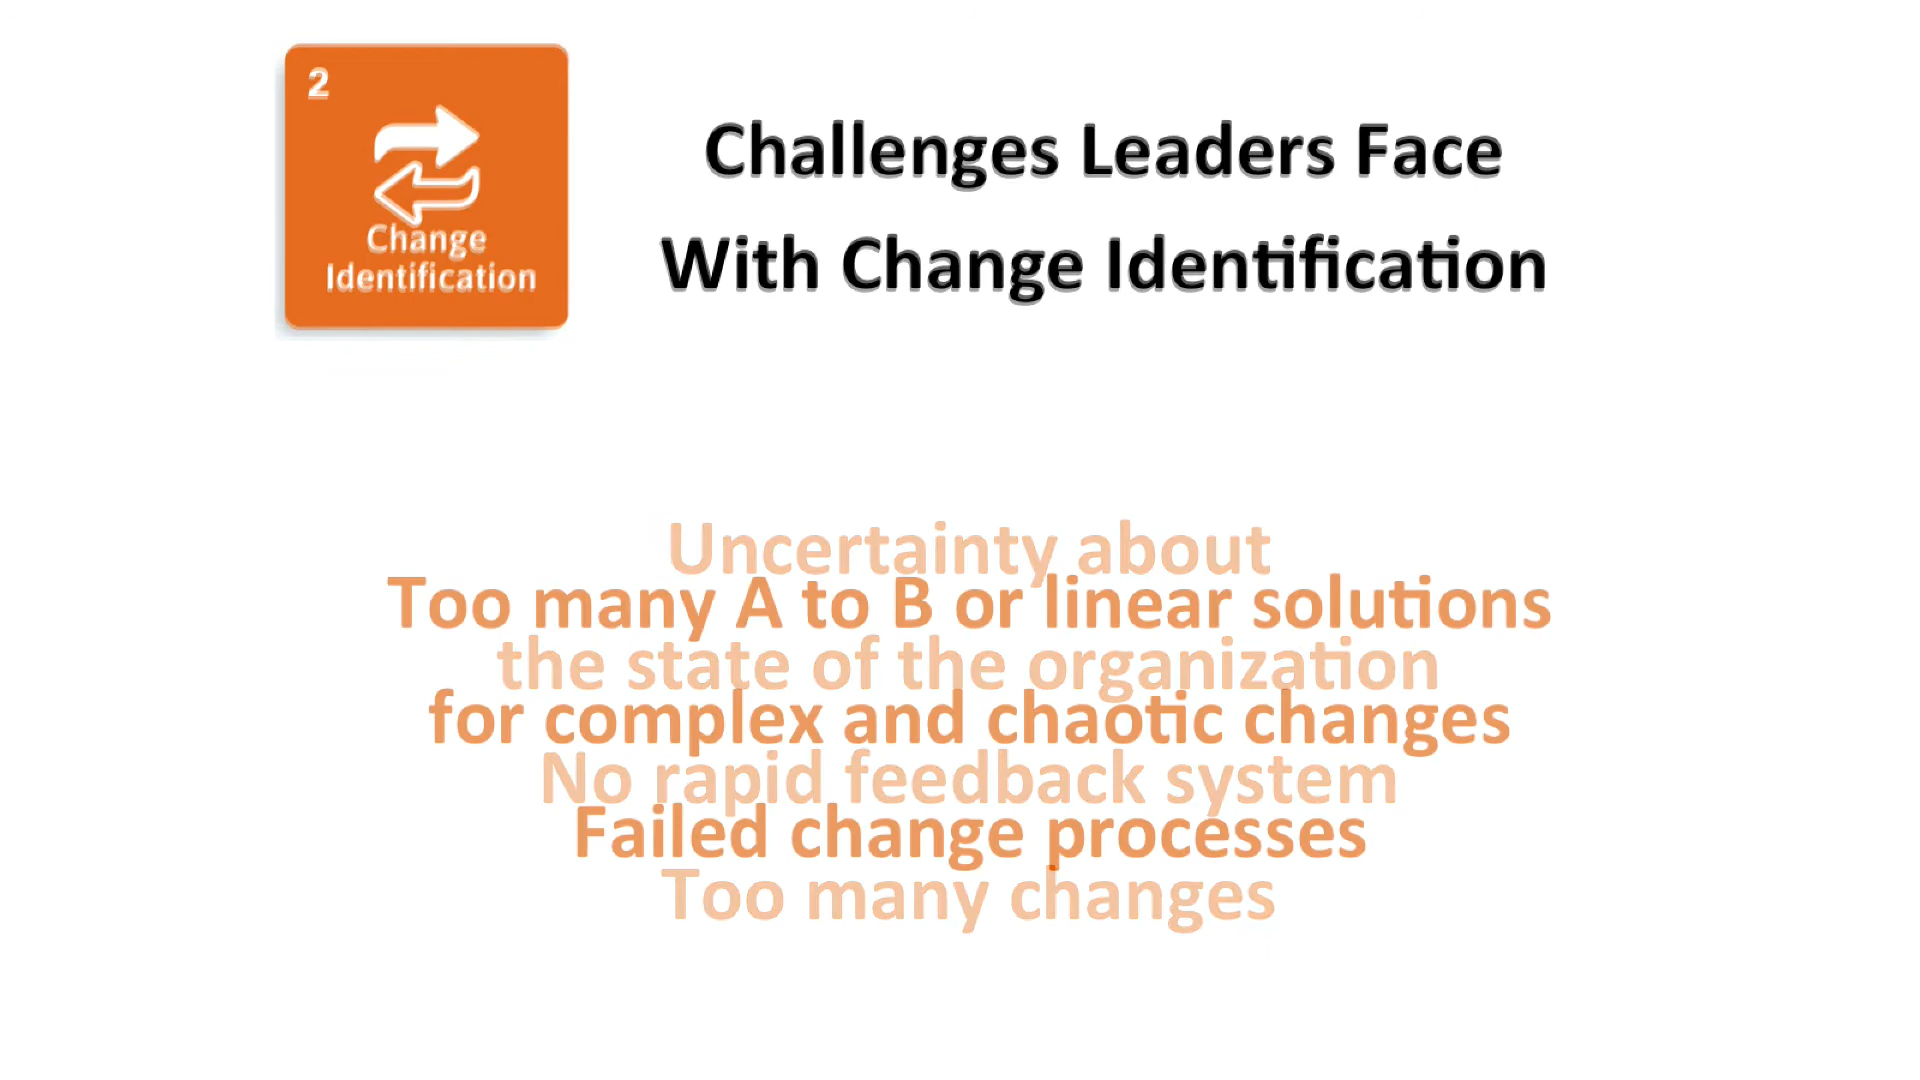 2
Change
Identification
Challenges Leaders Face
With Change Identification
Uncertainty about
Too many A to B or linear solutions
the state of the organization
for complex and chaotic changes
No rapid feedback system
Failed change processes
Too many changes